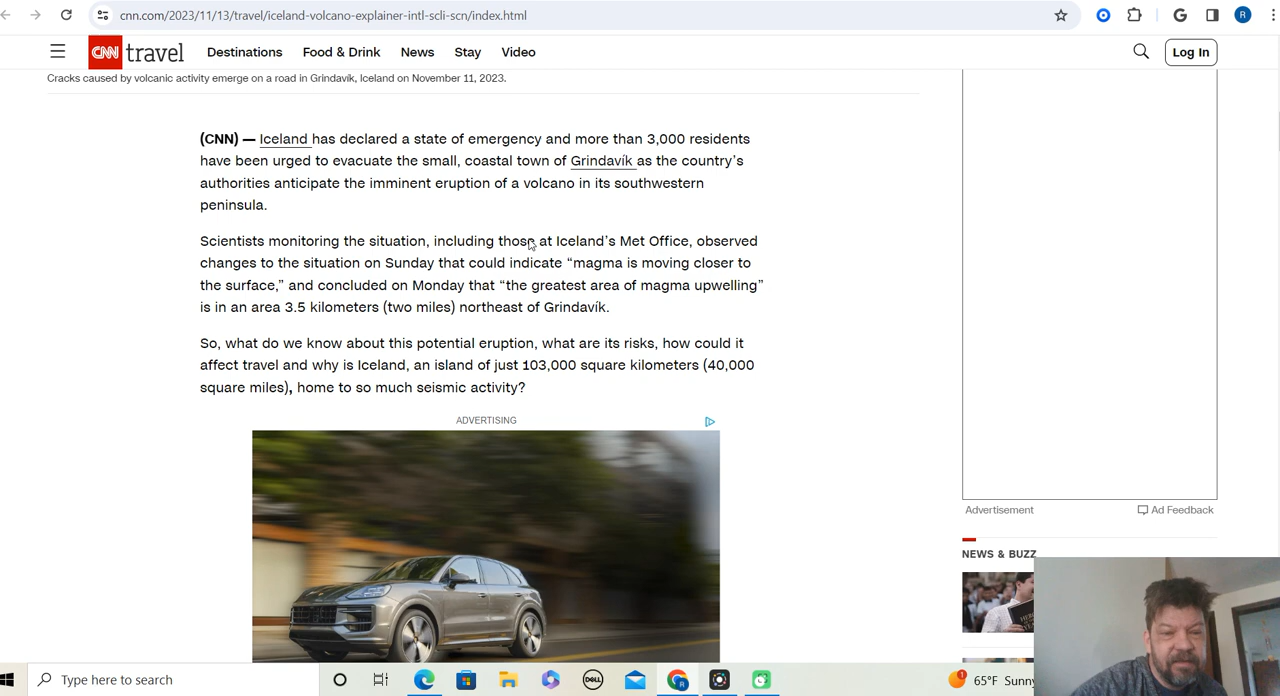 cnn.com/2023/11/13/travel/iceland-volcano-explainer-intl-scli-scn/index.html
G R
CNN travel Destinations Food & Drink News Stay Video Log In
Cracks caused by volcanic activity emerge on a road in Grindavík, Iceland on November 11, 2023.
(CNN) — Iceland has declared a state of emergency and more than 3,000 residents
have been urged to evacuate the small, coastal town of Grindavík as the country's
authorities anticipate the imminent eruption of a volcano in its southwestern
peninsula.
Scientists monitoring the situation, including those at Iceland's Met Office, observed
changes to the situation on Sunday that could indicate “magma is moving closer to
the surface,” and concluded on Monday that “the greatest area of magma upwelling”
is in an area 3.5 kilometers (two miles) northeast of Grindavík.
So, what do we know about this potential eruption, what are its risks, how could it
affect travel and why is Iceland, an island of just 103,000 square kilometers (40,000
square miles), home to so much seismic activity?
ADVERTISING
Advertisement Ad Feedback
NEWS & BUZZ
Type here to search
DELL
R
1
65°F Sunny